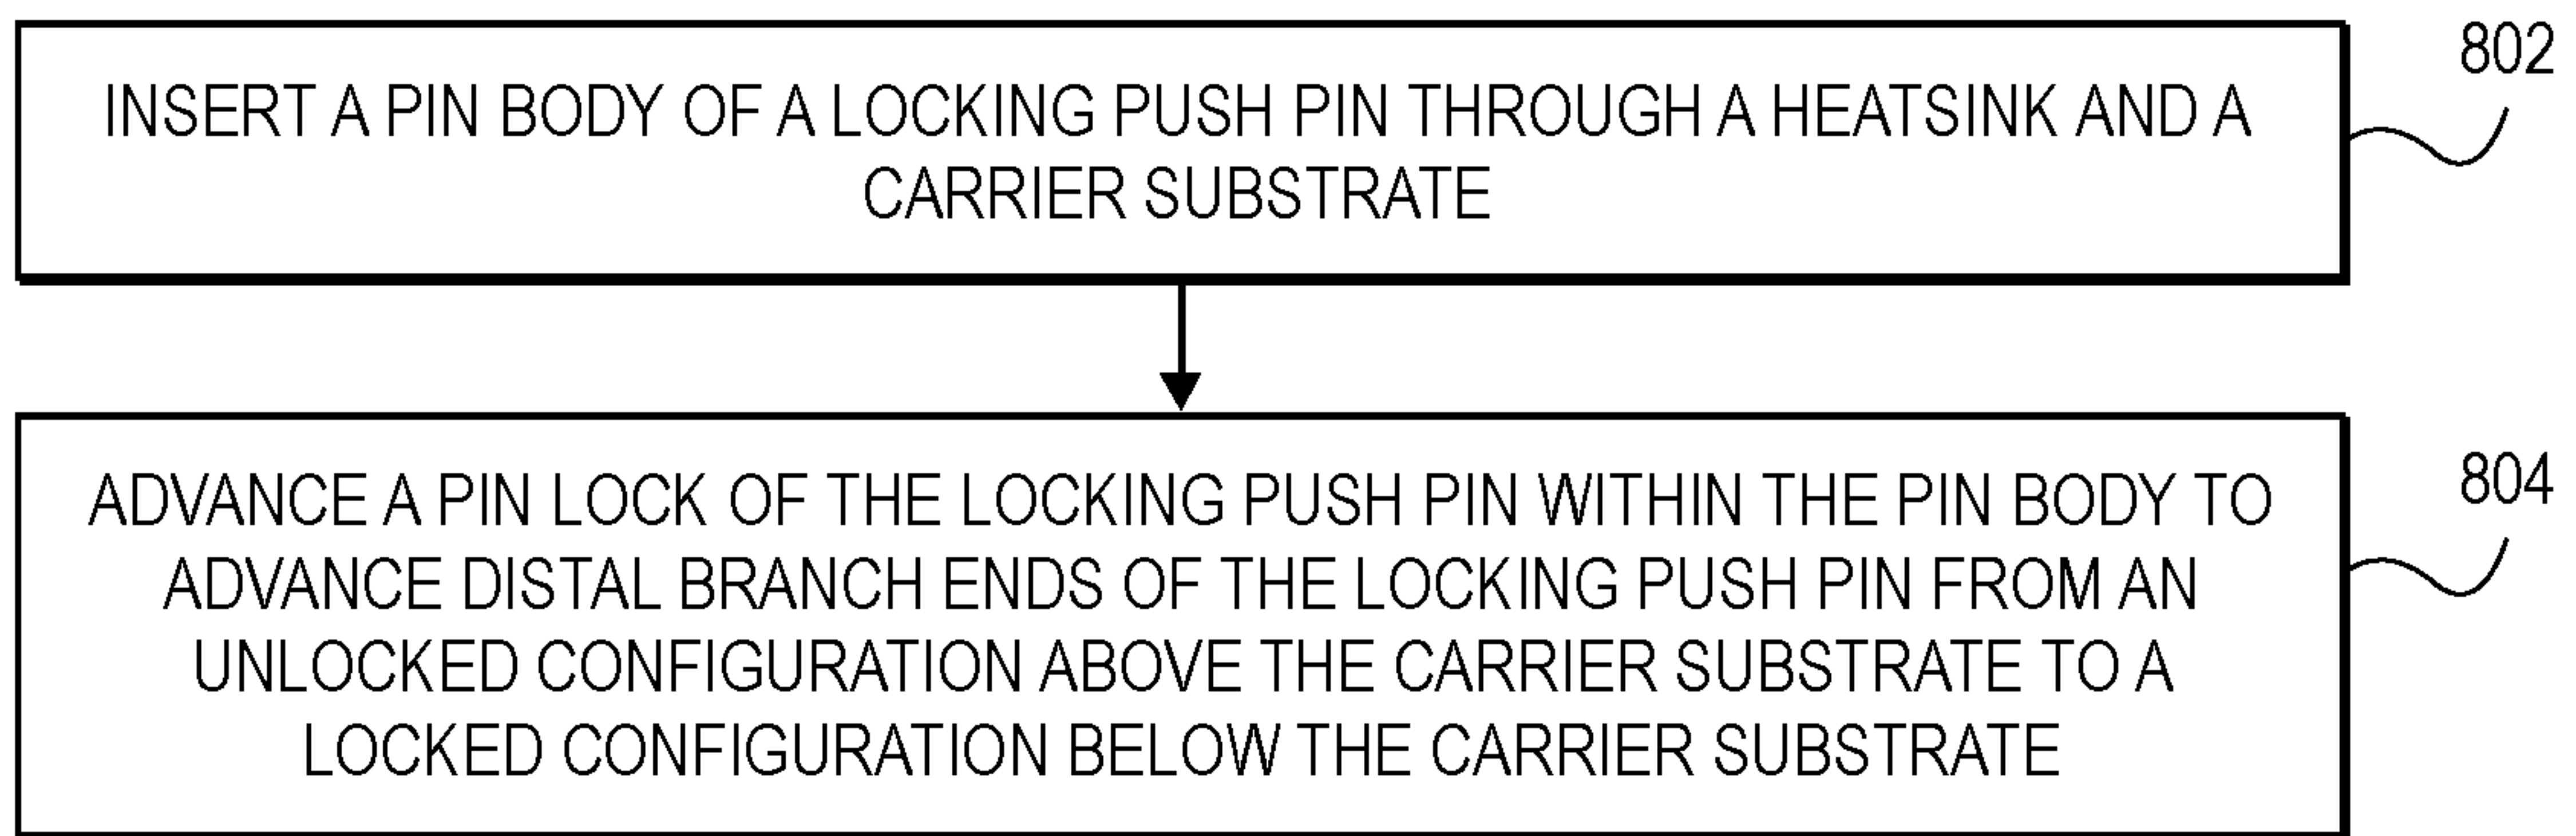 802
INSERT A PIN BODY OF A LOCKING PUSH PIN THROUGH A HEATSINK AND A
CARRIER SUBSTRATE
804
ADVANCE A PIN LOCK OF THE LOCKING PUSH PIN WITHIN THE PIN BODY TO
ADVANCE DISTAL BRANCH ENDS OF THE LOCKING PUSH PIN FROM AN
UNLOCKED CONFIGURATION ABOVE THE CARRIER SUBSTRATE TO A
LOCKED CONFIGURATION BELOW THE CARRIER SUBSTRATE